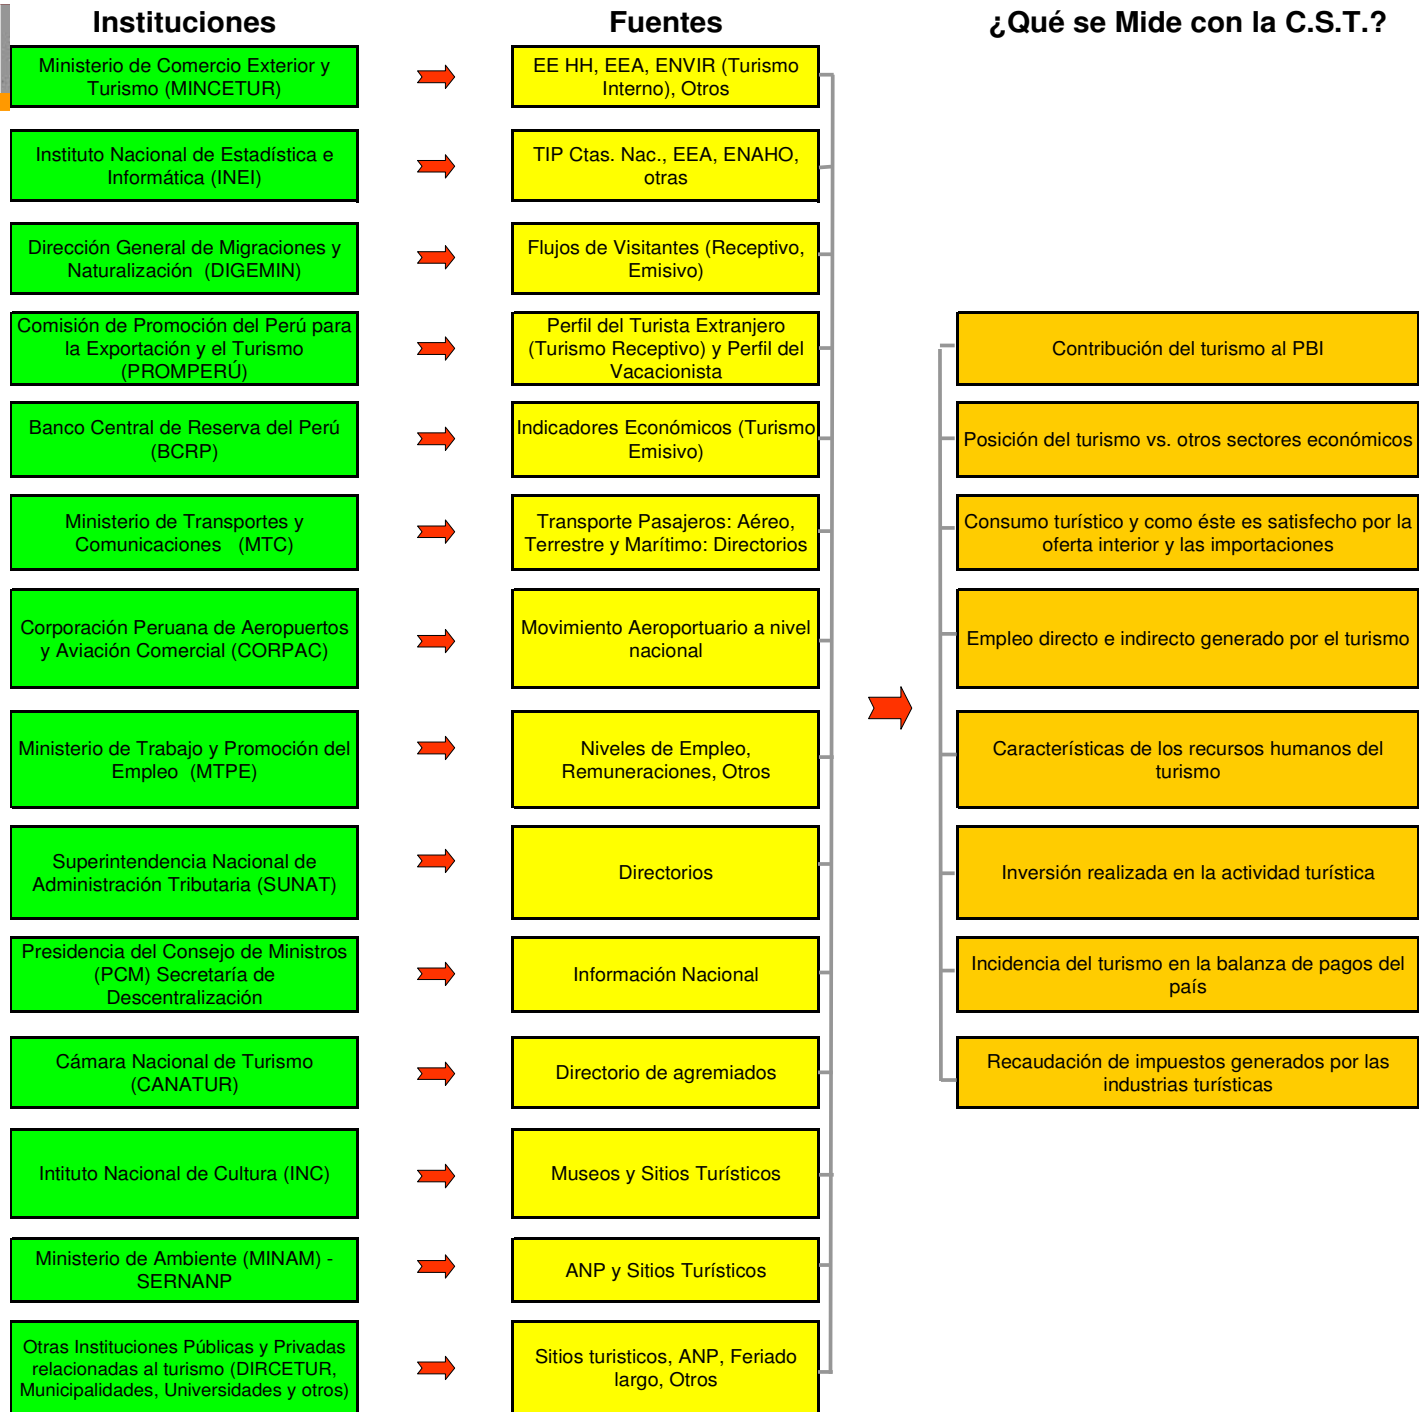 Instituciones
Fuentes
¿Qué se Mide con la C.S.T.?
Ministerio de Comercio Exterior y
Turismo (MINCETUR)
EE HH, EEA, ENVIR (Turismo
Interno), Otros
Instituto Nacional de Estadística e
Informática (INEI)
TIP Ctas. Nac., EEA, ENAHO,
otras
Dirección General de Migraciones y
Naturalización (DIGEMIN)
Flujos de Visitantes (Receptivo,
Emisivo)
Comisión de Promoción del Perú para
la Exportación y el Turismo
(PROMPERÚ)
Perfil del Turista Extranjero
(Turismo Receptivo) y Perfil del
Vacacionista
Contribución del turismo al PBI
Banco Central de Reserva del Perú
(BCRP)
Indicadores Económicos (Turismo
Emisivo)
Posición del turismo vs. otros sectores económicos
Ministerio de Transportes y
Comunicaciones (MTC)
Transporte Pasajeros: Aéreo,
Terrestre y Marítimo: Directorios
Consumo turístico y como éste es satisfecho por la
oferta interior y las importaciones
Corporación Peruana de Aeropuertos
y Aviación Comercial (CORPAC)
Movimiento Aeroportuario a nivel
nacional
Empleo directo e indirecto generado por el turismo
Ministerio de Trabajo y Promoción del
Empleo (MTPE)
Niveles de Empleo,
Remuneraciones, Otros
Características de los recursos humanos del
turismo
Superintendencia Nacional de
Administración Tributaria (SUNAT)
Directorios
Inversión realizada en la actividad turística
Presidencia del Consejo de Ministros
(PCM) Secretaría de
Descentralización
Información Nacional
Incidencia del turismo en la balanza de pagos del
país
Cámara Nacional de Turismo
(CANATUR)
Directorio de agremiados
Recaudación de impuestos generados por las
industrias turísticas
Intituto Nacional de Cultura (INC)
Museos y Sitios Turísticos
Ministerio de Ambiente (MINAM) -
SERNANP
ANP y Sitios Turísticos
Otras Instituciones Públicas y Privadas
relacionadas al turismo (DIRCETUR,
Municipalidades, Universidades y otros)
Sitios turisticos, ANP, Feriado
largo, Otros